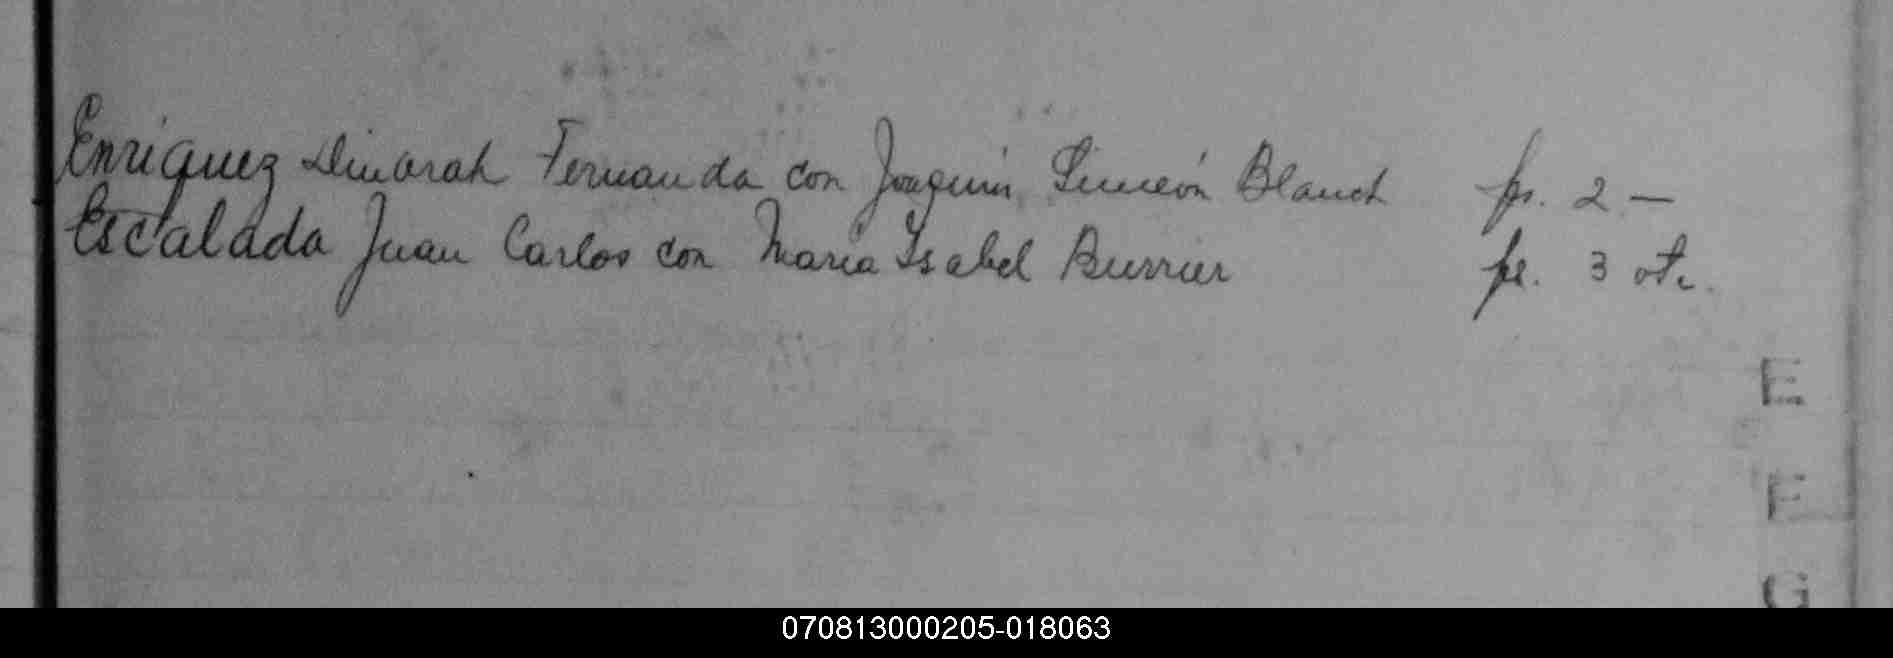 Enriquez Dinorah Fernanda con Joaquin Simeón Blanch fs. 2 —
Escalada Juan Carlos con Maria Isabel Burrier fs. 3 vta.
E
F
G
070813000205-018063